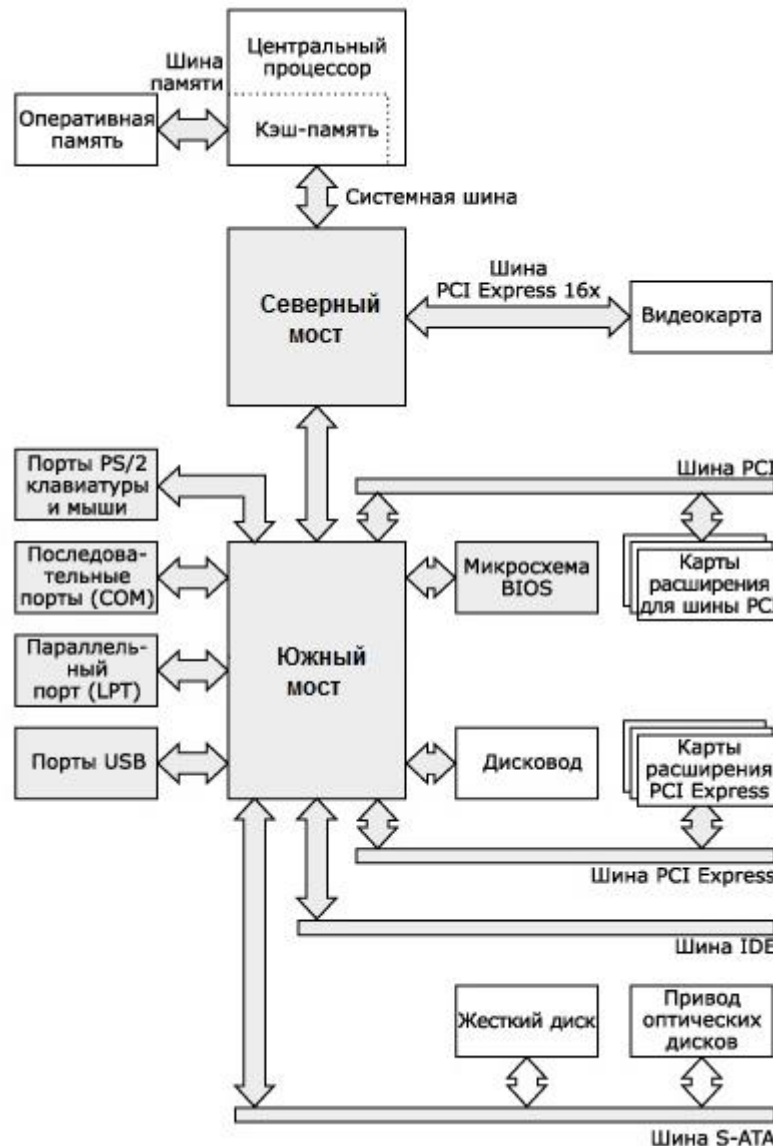 Центральный
процессор
Шина
памяти
Оперативная
память
Кэш-память
Системная шина
Северный
мост
Шина
PCI Express 16x
Видеокарта
Порты PS/2
клавиатуры
и мыши
Шина PCI
Последова-
тельные
порты (COM)
Микросхема
BIOS
Карты
расширения
для шины PCI
Южный
мост
Параллель-
ный
порт (LPT)
Порты USB
Дисковод
Карты
расширения
PCI Express
Шина PCI Express
Шина IDE
Жесткий диск
Привод
оптических
дисков
Шина S-ATA